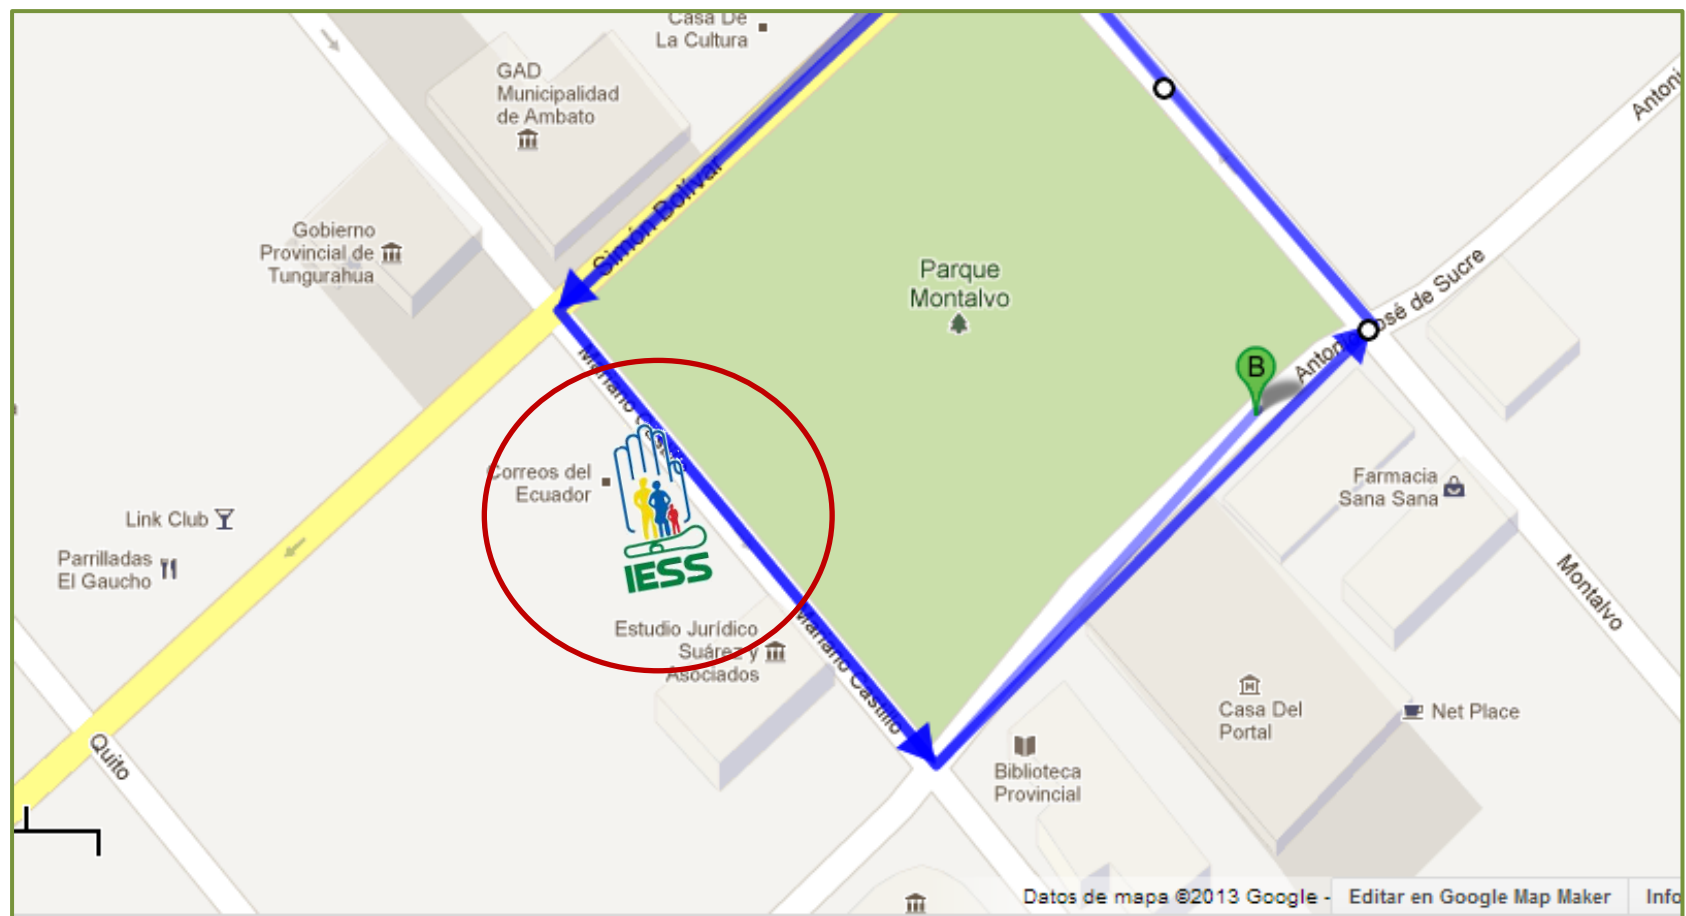 Casa De
La Cultura
GAD
Municipalidad
de Ambato
Antoni
Simón Bolívar
Gobierno
Provincial de
Tungurahua
Parque
Montalvo
Antonio José de Sucre
B
Mariano Castillo
Correos del
Ecuador
Farmacia
Sana Sana
Link Club
Parrilladas
El Gaucho
IESS
Montalvo
Estudio Jurídico
Suárez y
Asociados
Mariano Castillo
Casa Del
Portal
Net Place
Quito
Biblioteca
Provincial
Datos de mapa ©2013 Google -
Editar en Google Map Maker
Info